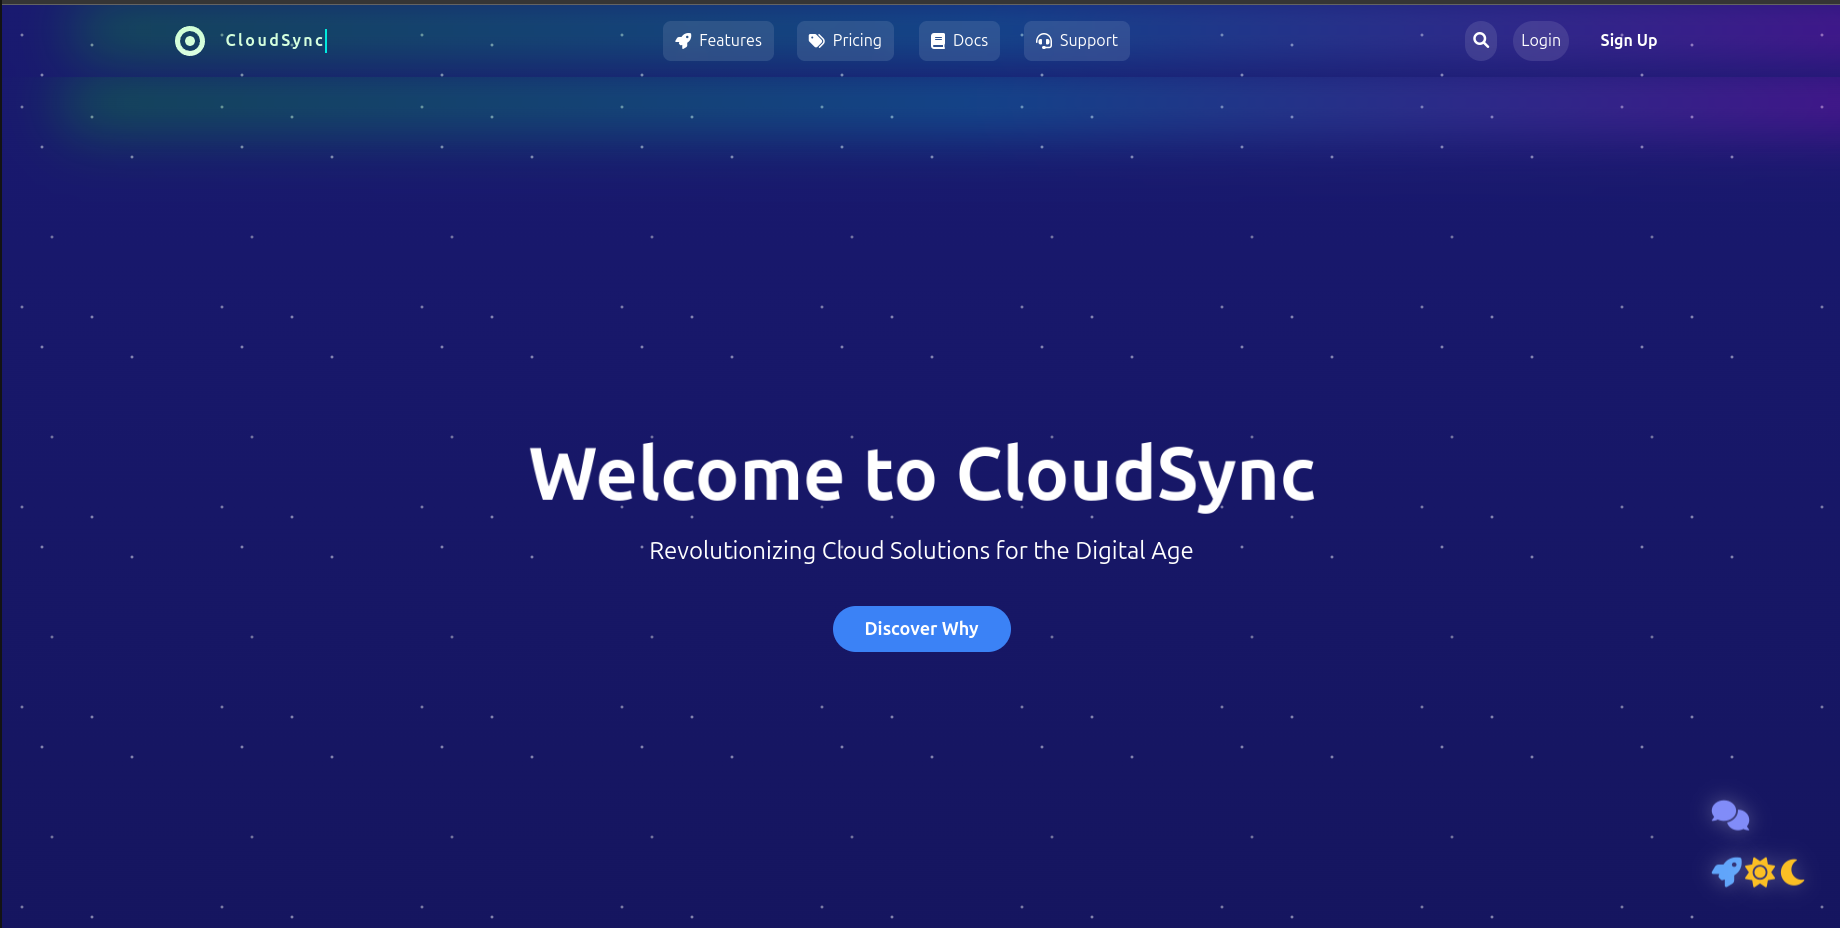 CloudSync
Features Pricing Docs Support
Login Sign Up
Welcome to CloudSync
Revolutionizing Cloud Solutions for the Digital Age
Discover Why